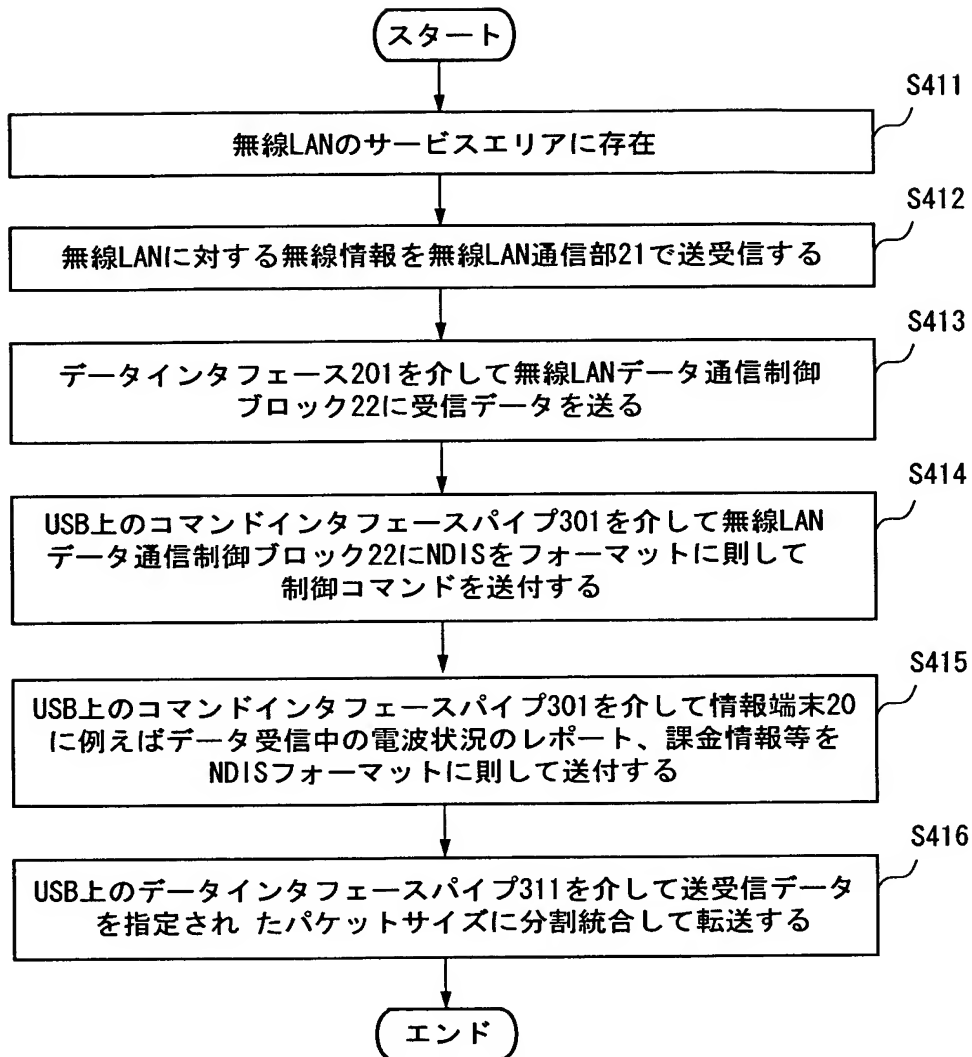 スタート
S411
無線LANのサービスエリアに存在
S412
無線LANに対する無線情報を無線LAN通信部21で送受信する
S413
データインタフェース201を介して無線LANデータ通信制御
ブロック22に受信データを送る
S414
USB上のコマンドインタフェースパイプ301を介して無線LAN
データ通信制御ブロック22にNDISをフォーマットに則して
制御コマンドを送付する
S415
USB上のコマンドインタフェースパイプ301を介して情報端末20
に例えばデータ受信中の電波状況のレポート、課金情報等を
NDISフォーマットに則して送付する
S416
USB上のデータインタフェースパイプ311を介して送受信データ
を指定され たパケットサイズに分割統合して転送する
エンド